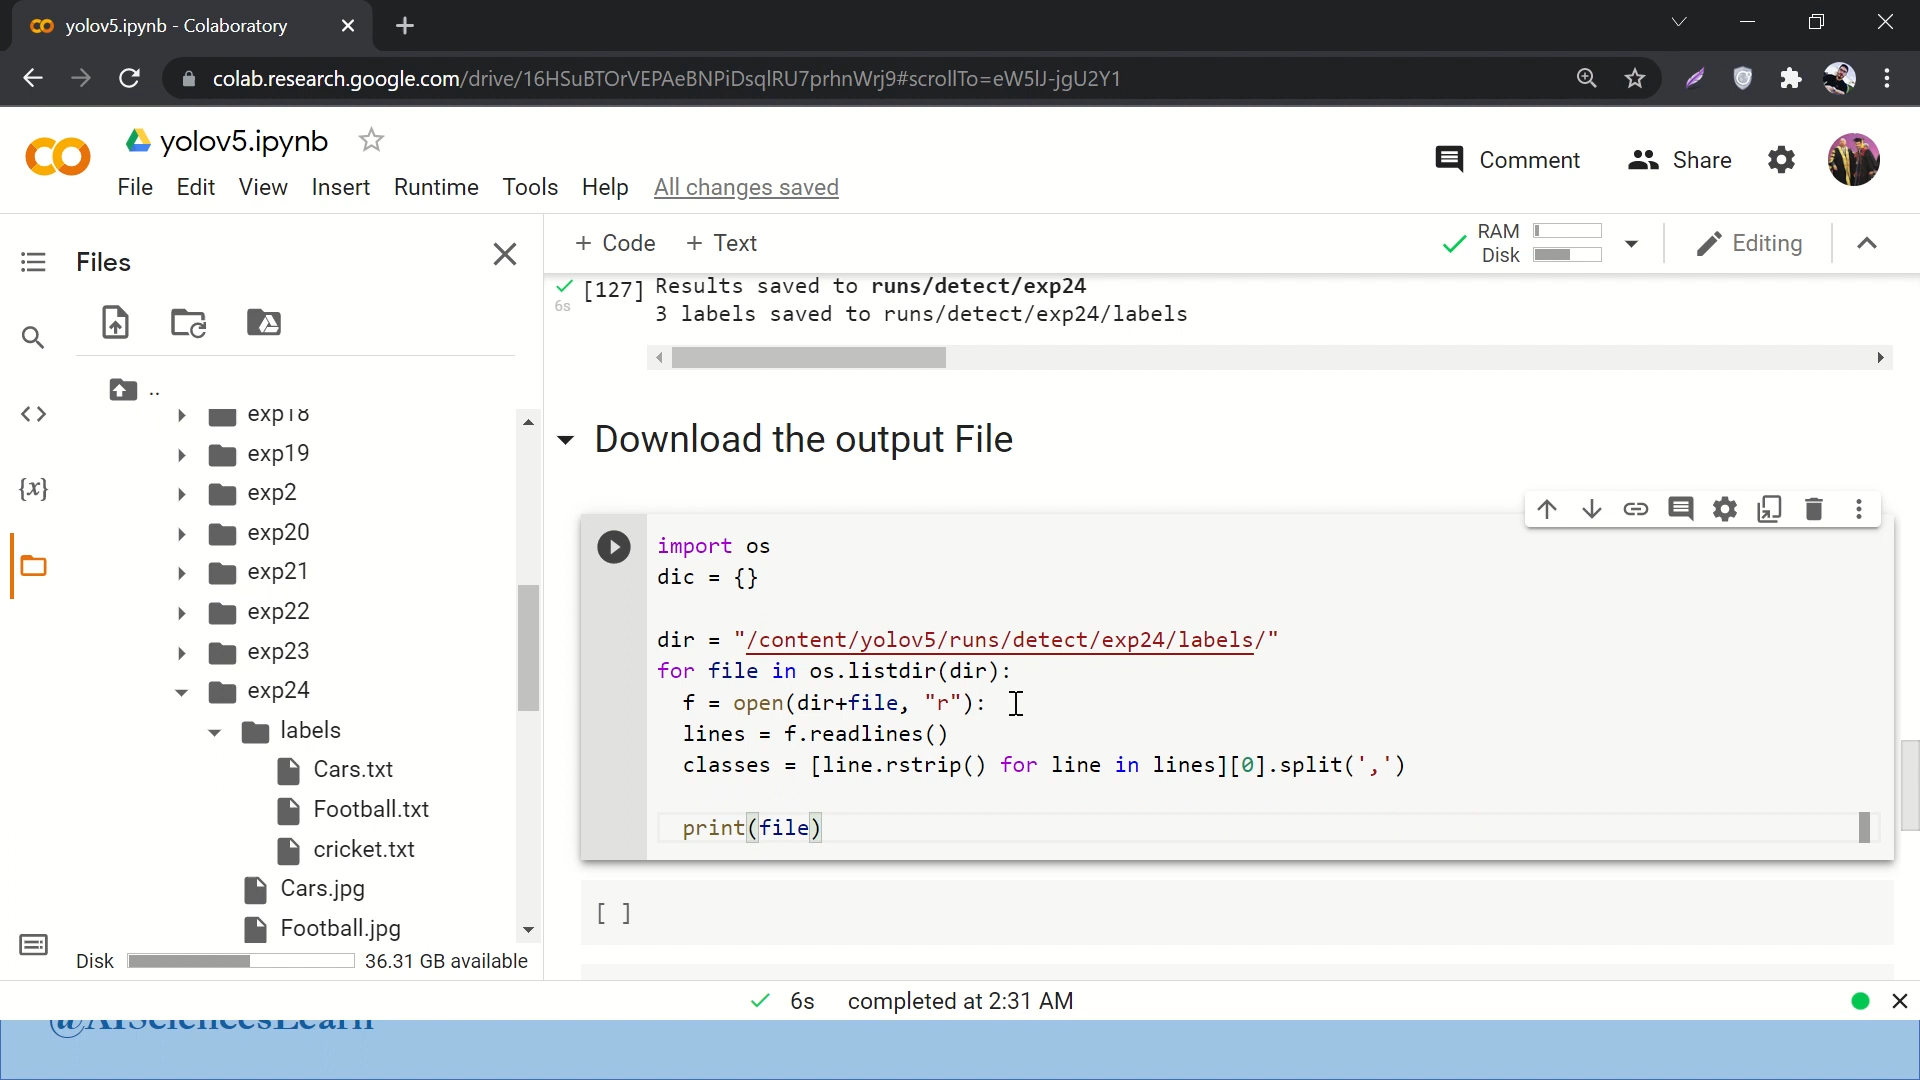 yolov5.ipynb - Colaboratory
colab.research.google.com/drive/16HSuBTOrVEPAeBNPiDsqlRU7prhnWrj9#scrollTo=eW5lJ-jgU2Y1
yolov5.ipynb
Comment
Share
File Edit View Insert Runtime Tools Help All changes saved
Files
+ Code + Text
RAM
Disk
Editing
[127]
6s
Results saved to runs/detect/exp24
3 labels saved to runs/detect/exp24/labels
..
exp18
exp19
exp2
exp20
exp21
exp22
exp23
exp24
labels
Cars.txt
Football.txt
cricket.txt
Cars.jpg
Football.jpg
Disk 36.31 GB available
Download the output File
import os
dic = {}
dir = "/content/yolov5/runs/detect/exp24/labels/"
for file in os.listdir(dir):
f = open(dir+file, "r"):
lines = f.readlines()
classes = [line.rstrip() for line in lines][0].split(',')
print(file)
[ ]
6s completed at 2:31 AM
@AISciencesLearn